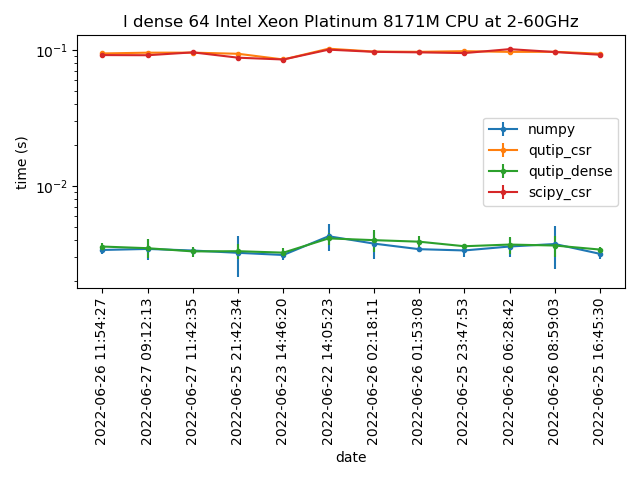 I dense 64 Intel Xeon Platinum 8171M CPU at 2-60GHz
10⁻¹
10⁻²
time (s)
numpy
qutip_csr
qutip_dense
scipy_csr
2022-06-26 11:54:27
2022-06-27 09:12:13
2022-06-27 11:42:35
2022-06-25 21:42:34
2022-06-23 14:46:20
2022-06-22 14:05:23
2022-06-26 02:18:11
2022-06-26 01:53:08
2022-06-25 23:47:53
2022-06-26 06:28:42
2022-06-26 08:59:03
2022-06-25 16:45:30
date